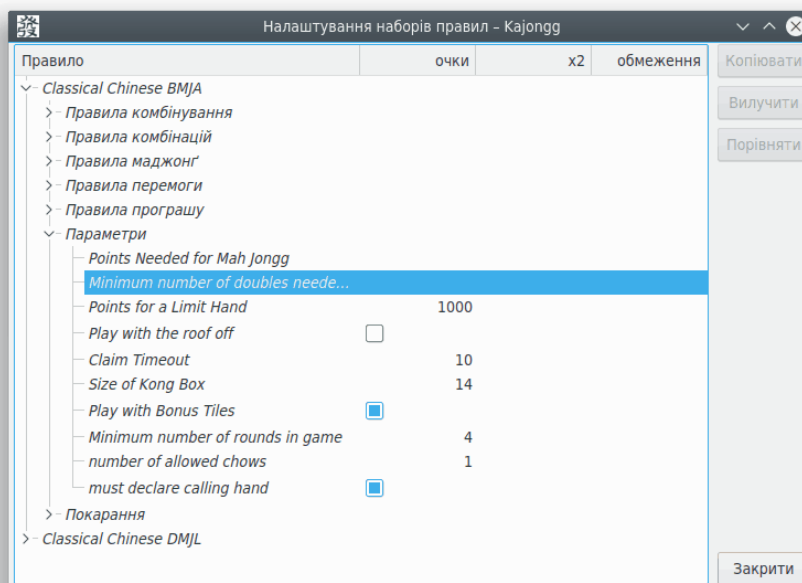 Налаштування наборів правил – Kajongg
Правило очки x2 обмеження
Копіювати
Classical Chinese BMJA
Вилучити
Правила комбінування
Правила комбінацій
Порівняти
Правила маджонґ
Правила перемоги
Правила програшу
Параметри
Points Needed for Mah Jongg
Minimum number of doubles neede...
Points for a Limit Hand 1000
Play with the roof off
Claim Timeout 10
Size of Kong Box 14
Play with Bonus Tiles
Minimum number of rounds in game 4
number of allowed chows 1
must declare calling hand
Покарання
Classical Chinese DMJL
Закрити